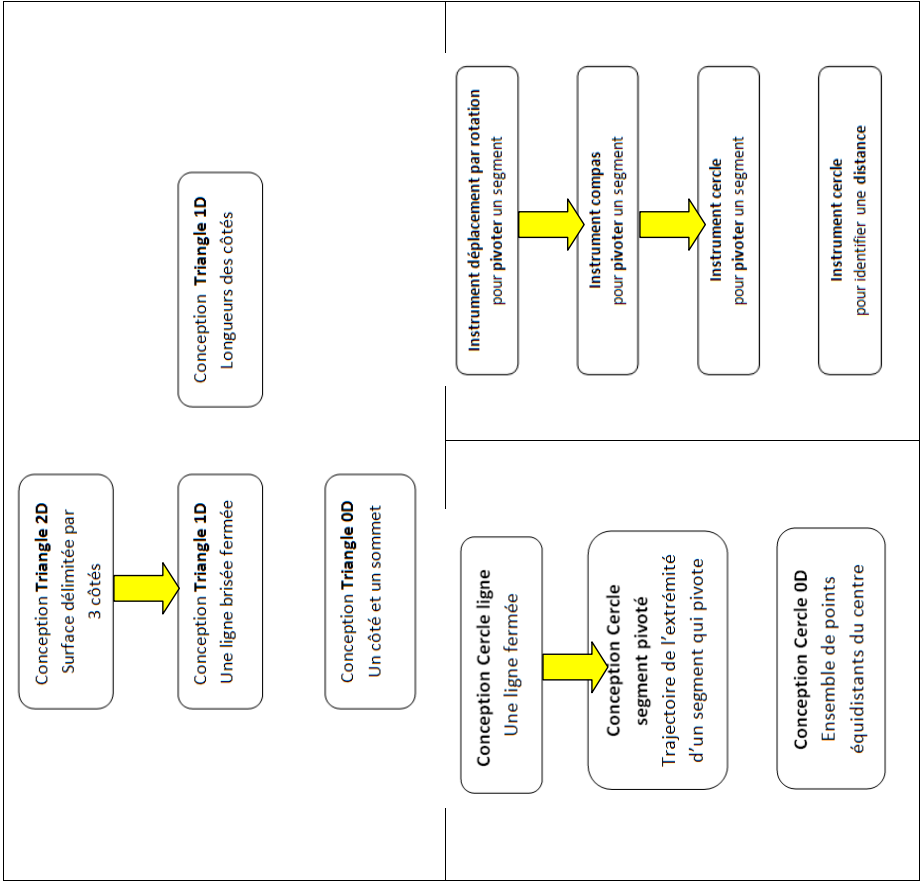 Conception Triangle 2D
Surface délimitée par
3 côtés
Conception Triangle 1D
Une ligne brisée fermée
Conception Triangle 1D
Longueurs des côtés
Conception Triangle 0D
Un côté et un sommet
Conception Cercle ligne
Une ligne fermée
Conception Cercle
segment pivoté
Trajectoire de l'extrémité
d'un segment qui pivote
Conception Cercle 0D
Ensemble de points
équidistants du centre
Instrument déplacement par rotation
pour pivoter un segment
Instrument compas
pour pivoter un segment
Instrument cercle
pour pivoter un segment
Instrument cercle
pour identifier une distance